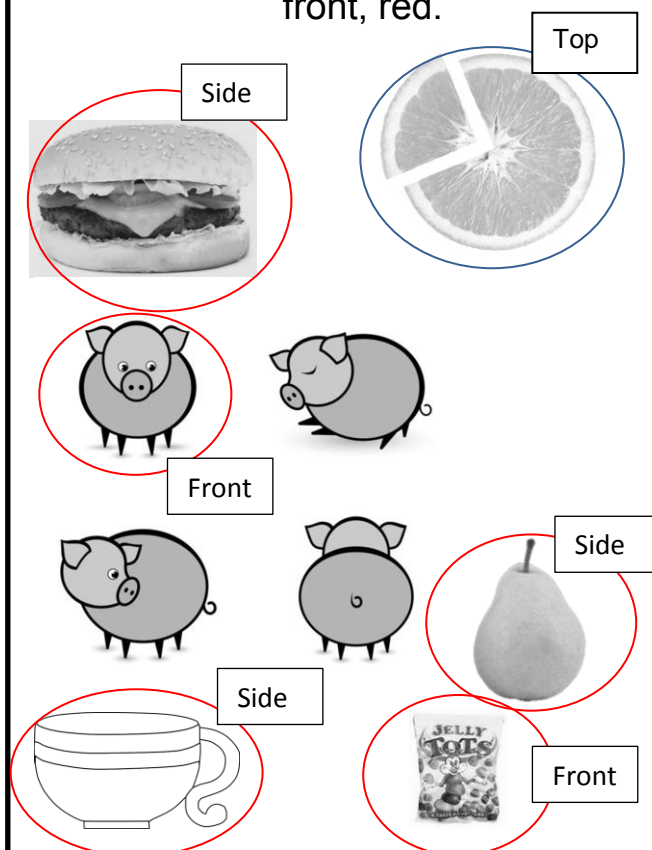 front, red.
Top
Side
Front
Side
Side
JELLY
TOTS
Front